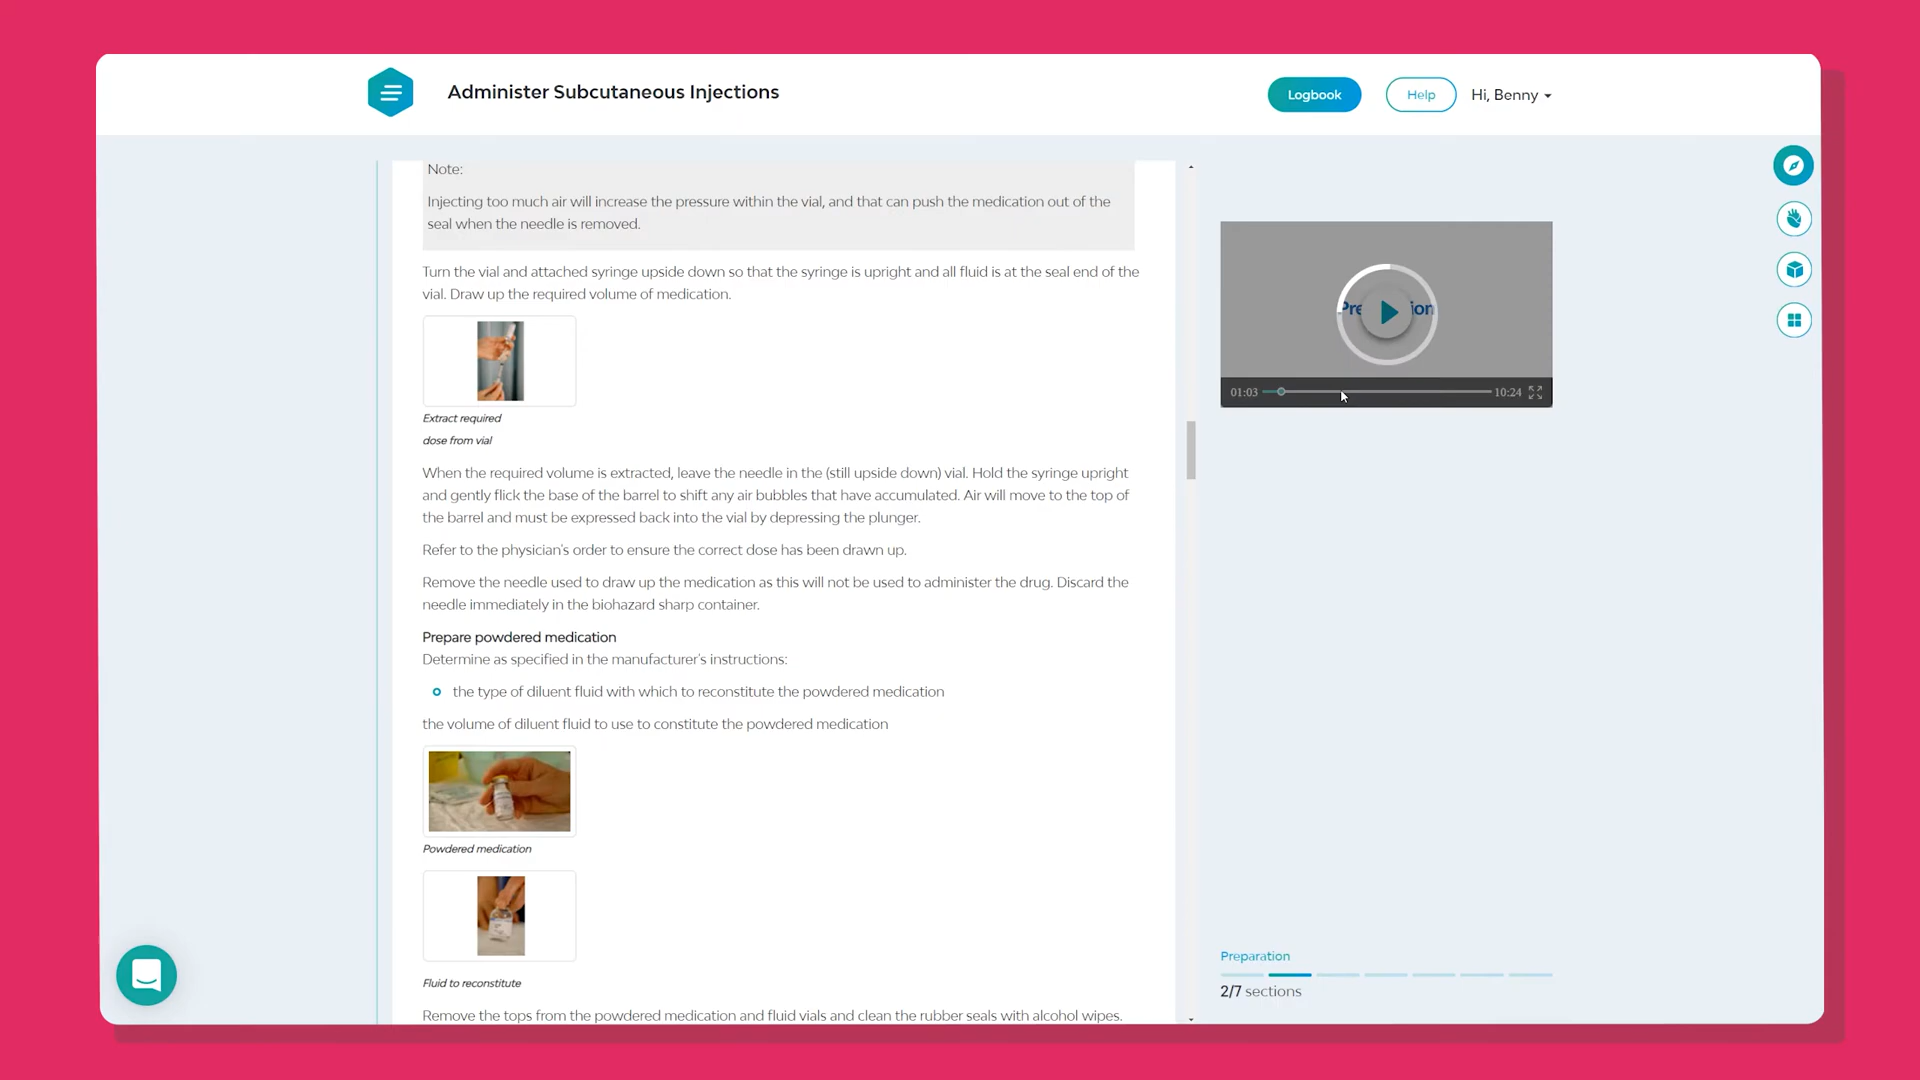 Administer Subcutaneous Injections
Logbook
Help
Hi, Benny
Note:
Injecting too much air will increase the pressure within the vial, and that can push the medication out of the
seal when the needle is removed.
Turn the vial and attached syringe upside down so that the syringe is upright and all fluid is at the seal end of the
vial. Draw up the required volume of medication.
Extract required
dose from vial
When the required volume is extracted, leave the needle in the (still upside down) vial. Hold the syringe upright
and gently flick the base of the barrel to shift any air bubbles that have accumulated. Air will move to the top of
the barrel and must be expressed back into the vial by depressing the plunger.
Refer to the physician's order to ensure the correct dose has been drawn up.
Remove the needle used to draw up the medication as this will not be used to administer the drug. Discard the
needle immediately in the biohazard sharp container.
Prepare powdered medication
Determine as specified in the manufacturer's instructions:
the type of diluent fluid with which to reconstitute the powdered medication
the volume of diluent fluid to use to constitute the powdered medication
Powdered medication
Fluid to reconstitute
Remove the tops from the powdered medication and fluid vials and clean the rubber seals with alcohol wipes.
01:03
10:24
Preparation
2/7 sections